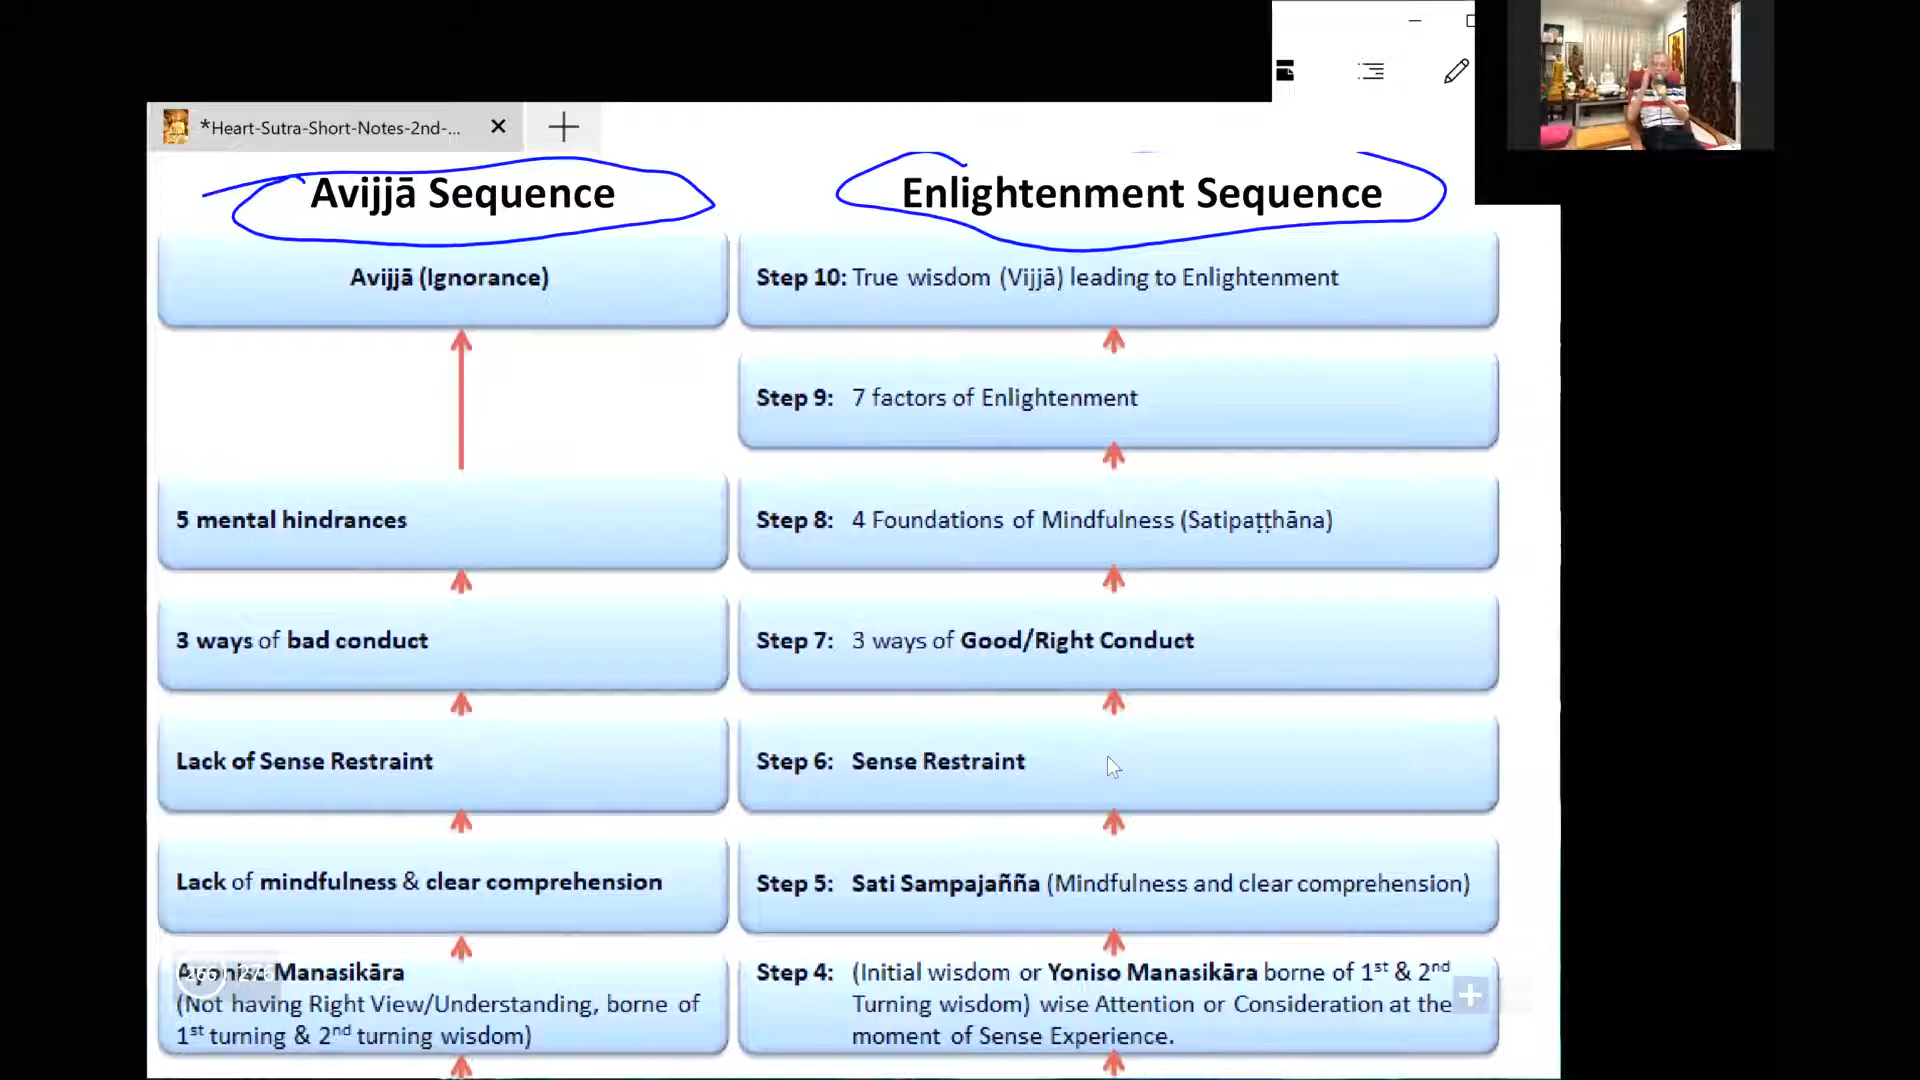 *Heart-Sutra-Short-Notes-2nd-...
Avijjā Sequence
Enlightenment Sequence
Avijjā (Ignorance)
Step 10: True wisdom (Vijjā) leading to Enlightenment
Step 9: 7 factors of Enlightenment
5 mental hindrances
Step 8: 4 Foundations of Mindfulness (Satipaṭṭhāna)
3 ways of bad conduct
Step 7: 3 ways of Good/Right Conduct
Lack of Sense Restraint
Step 6: Sense Restraint
Lack of mindfulness & clear comprehension
Step 5: Sati Sampajañña (Mindfulness and clear comprehension)
Manasikāra
(Not having Right View/Understanding, borne of
1st turning & 2nd turning wisdom)
Step 4: (Initial wisdom or Yoniso Manasikāra borne of 1st & 2nd
Turning wisdom) wise Attention or Consideration at the
moment of Sense Experience.